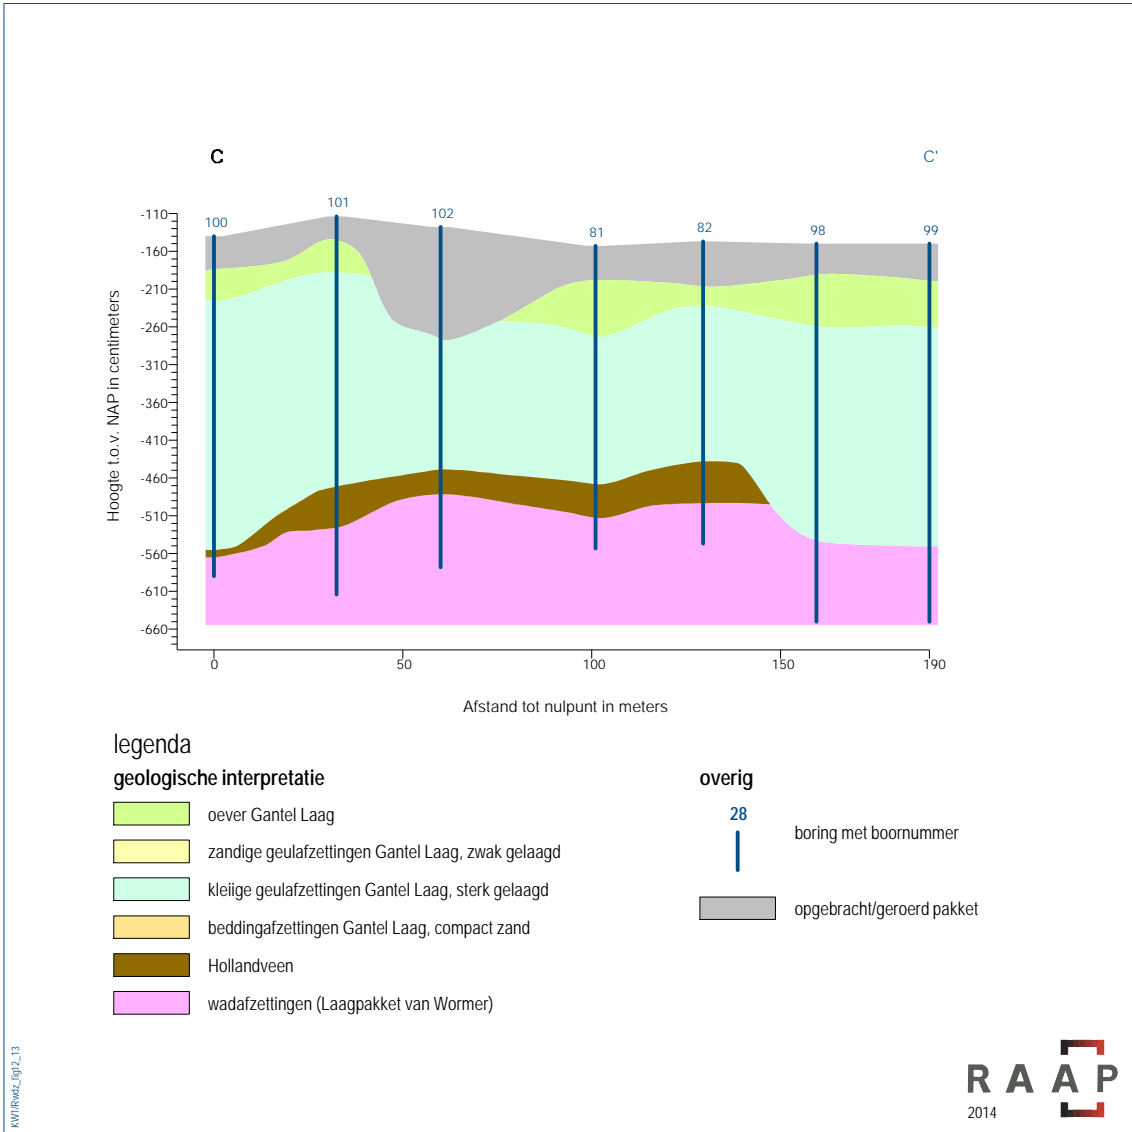 C C'
100 101 102 81 82 98 99
Hoogte t.o.v. NAP in centimeters
-110
-160
-210
-260
-310
-360
-410
-460
-510
-560
-610
-660
0 50 100 150 190
Afstand tot nulpunt in meters
legenda
geologische interpretatie
oever Gantel Laag
zandige geulafzettingen Gantel Laag, zwak gelaagd
kleiige geulafzettingen Gantel Laag, sterk gelaagd
beddingafzettingen Gantel Laag, compact zand
Hollandveen
wadafzettingen (Laagpakket van Wormer)
overig
28
boring met boornummer
opgebracht/geroerd pakket
KW1/Rwdz_fig12_13
RAAP
2014